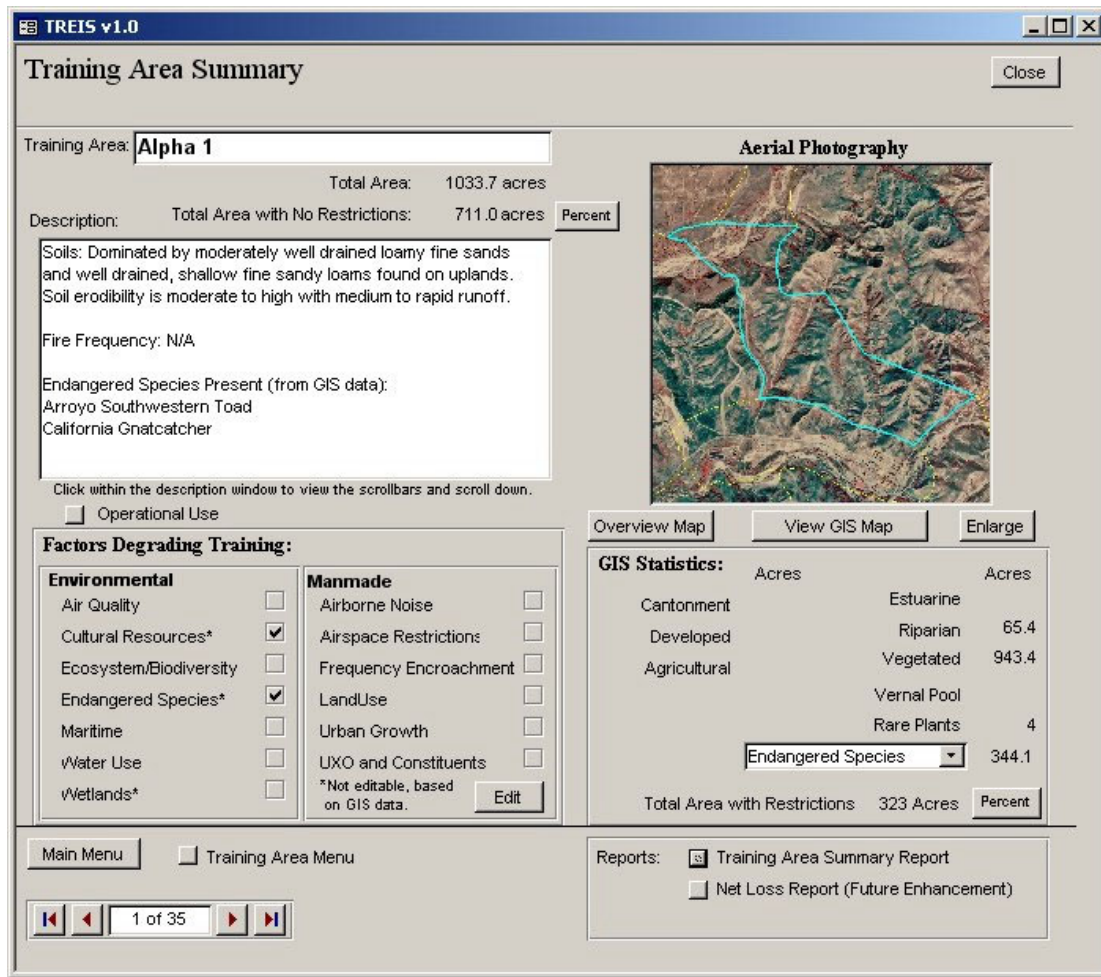 TREIS v1.0
Training Area Summary
Close
Training Area: Alpha 1
Total Area: 1033.7 acres
Description: Total Area with No Restrictions: 711.0 acres Percent
Soils: Dominated by moderately well drained loamy fine sands
and well drained, shallow fine sandy loams found on uplands.
Soil erodibility is moderate to high with medium to rapid runoff.
Fire Frequency: N/A
Endangered Species Present (from GIS data):
Arroyo Southwestern Toad
California Gnatcatcher
Click within the description window to view the scrollbars and scroll down.
Operational Use
Aerial Photography
Overview Map View GIS Map Enlarge
Factors Degrading Training:
Environmental
Air Quality
Cultural Resources*
Ecosystem/Biodiversity
Endangered Species*
Maritime
Water Use
Wetlands*
Manmade
Airborne Noise
Airspace Restrictions
Frequency Encroachment
LandUse
Urban Growth
UXO and Constituents
*Not editable, based
on GIS data.
Edit
GIS Statistics:
Acres Acres
Cantonment Estuarine
Developed Riparian 65.4
Agricultural Vegetated 943.4
Vernal Pool
Rare Plants 4
Endangered Species 344.1
Total Area with Restrictions 323 Acres Percent
Main Menu Training Area Menu
1 of 35
Reports: Training Area Summary Report
Net Loss Report (Future Enhancement)